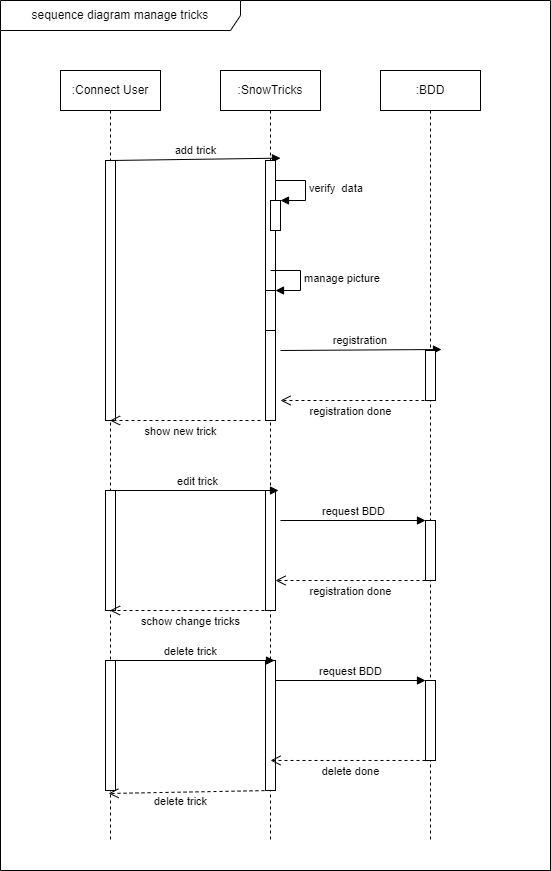 sequence diagram manage tricks
:Connect User
:SnowTricks
:BDD
add trick
verify data
manage picture
registration
registration done
show new trick
edit trick
request BDD
registration done
schow change tricks
delete trick
request BDD
delete done
delete trick